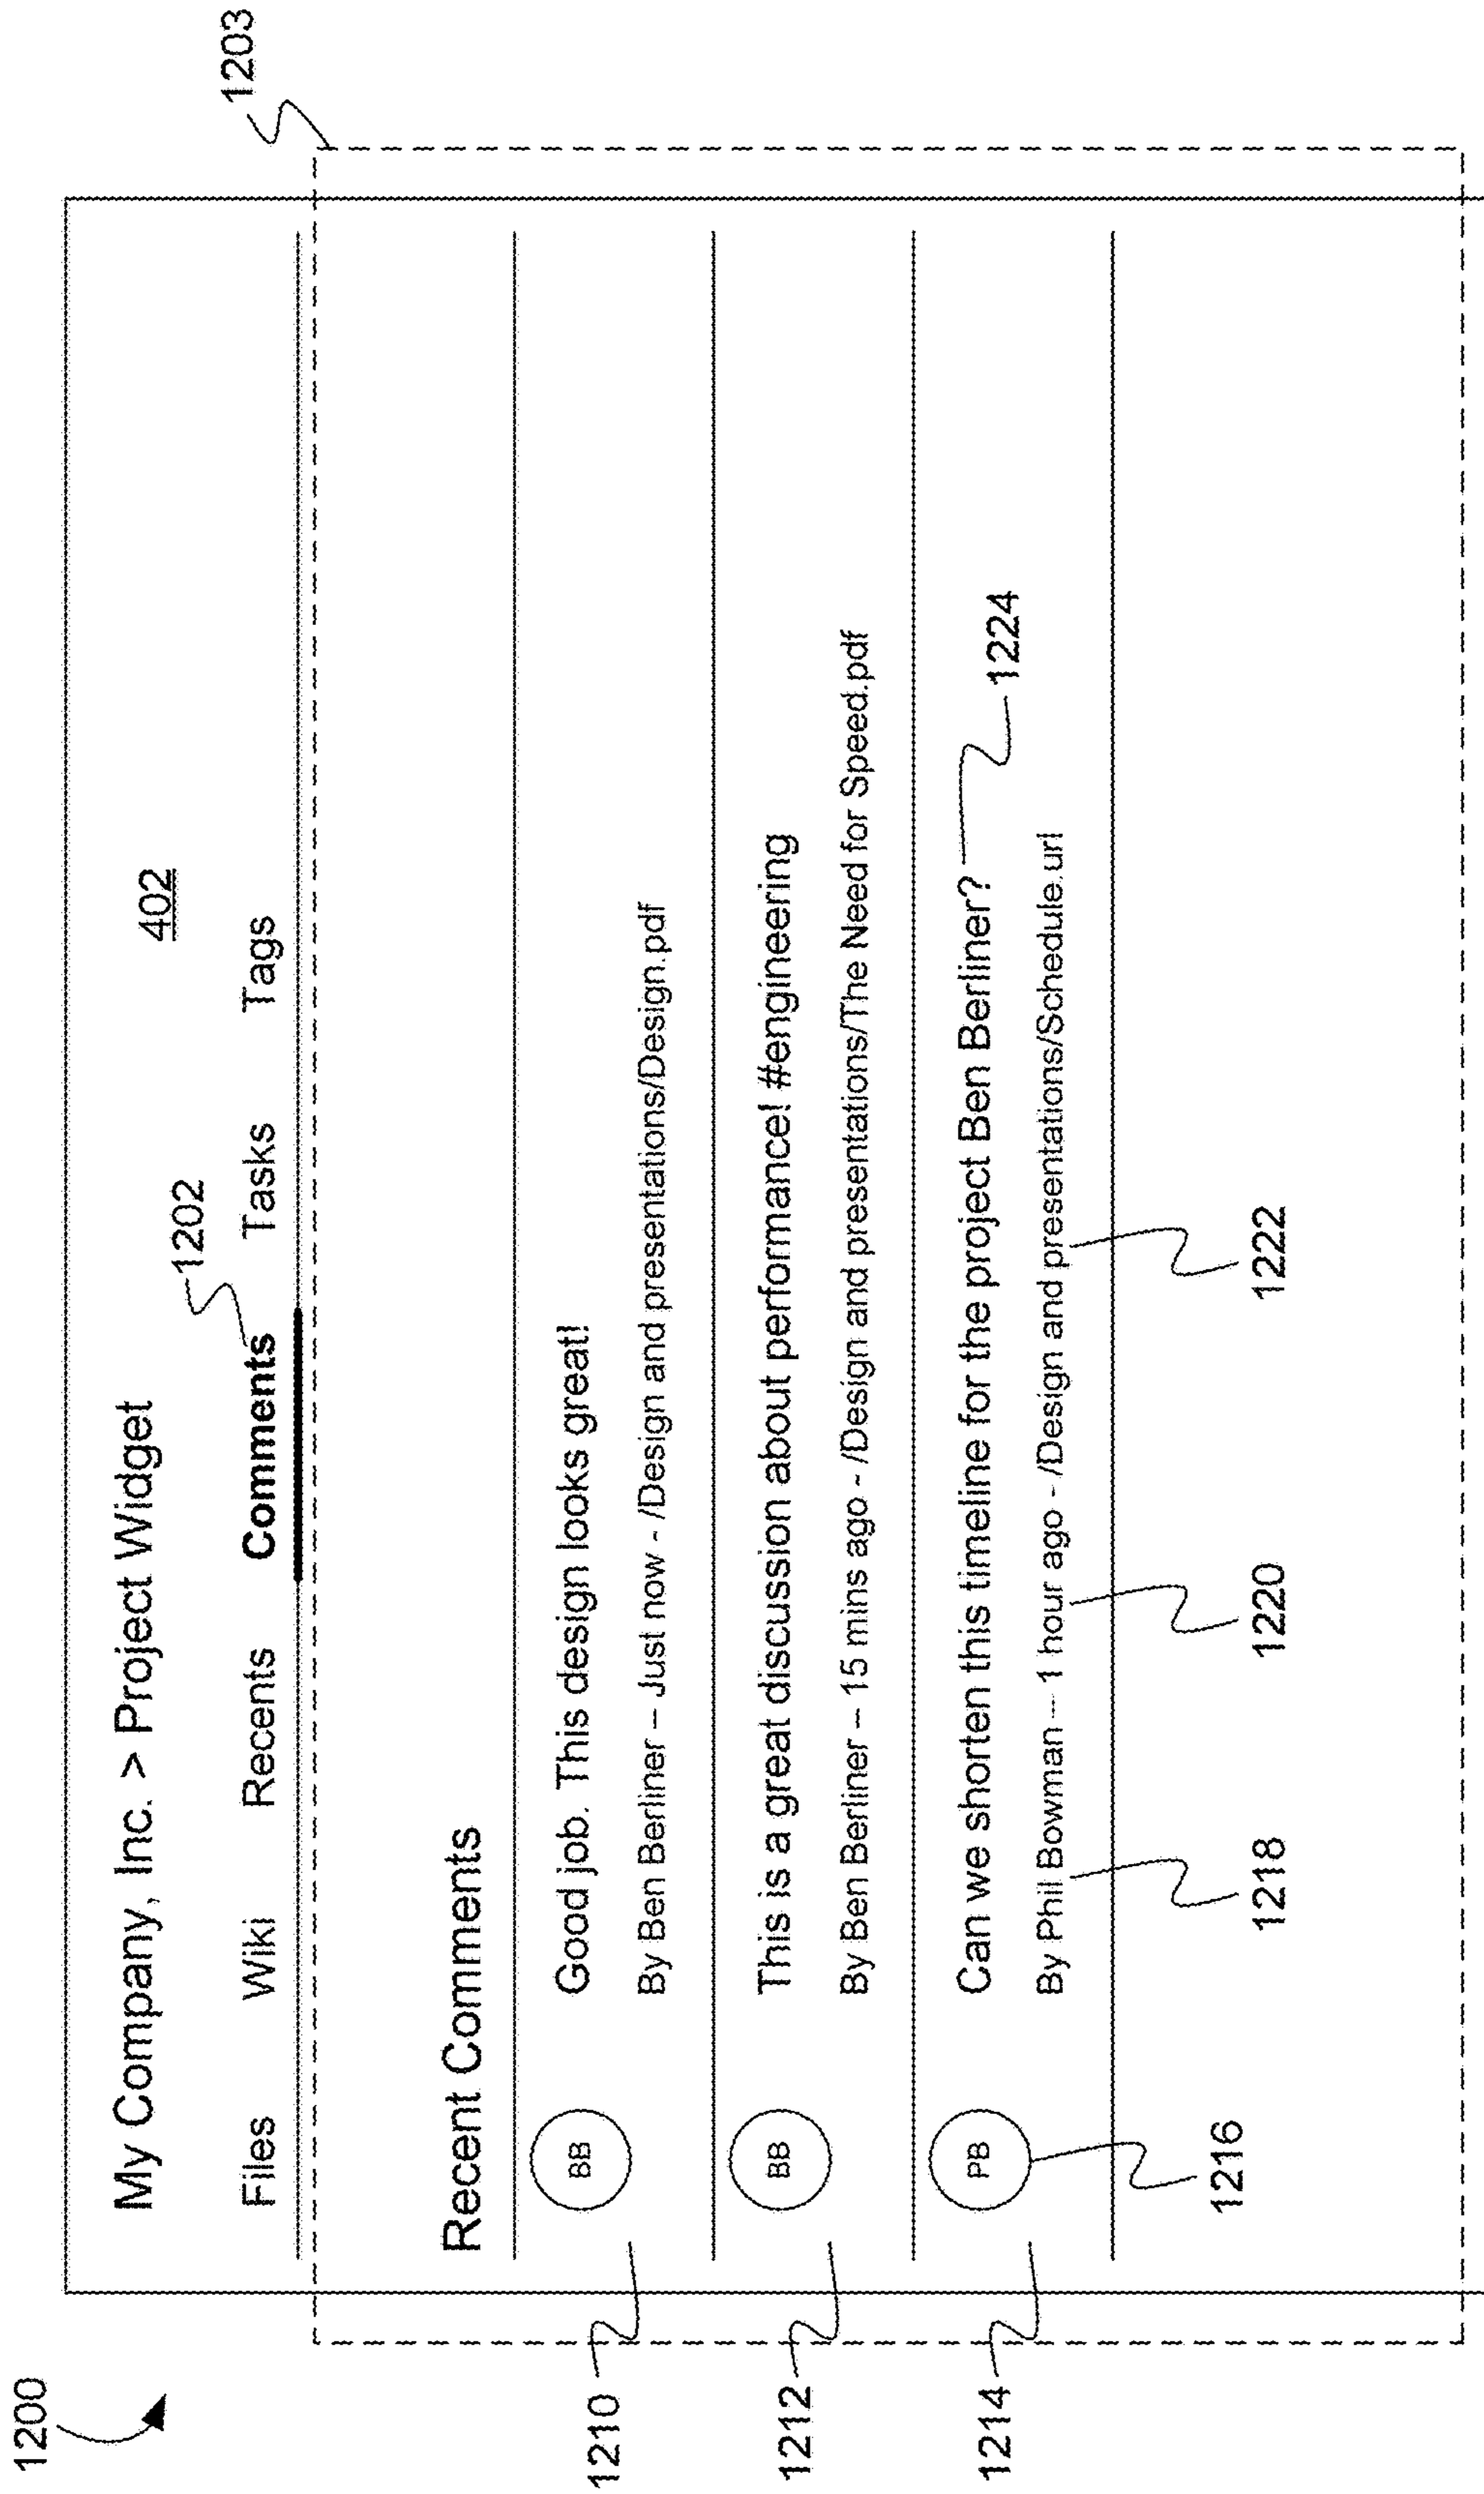 1200
1203
My Company, Inc. > Project Widget
402
1202
Files Wiki Recents Comments Tasks Tags
Recent Comments
1210
BB
Good job. This design looks great!
By Ben Berliner – Just now - /Design and presentations/Design.pdf
1212
BB
This is a great discussion about performance! #engineering
By Ben Berliner – 15 mins ago - /Design and presentations/The Need for Speed.pdf
1214
PB
Can we shorten this timeline for the project Ben Berliner?
1224
By Phil Bowman – 1 hour ago - /Design and presentations/Schedule.url
1216
1218
1220
1222